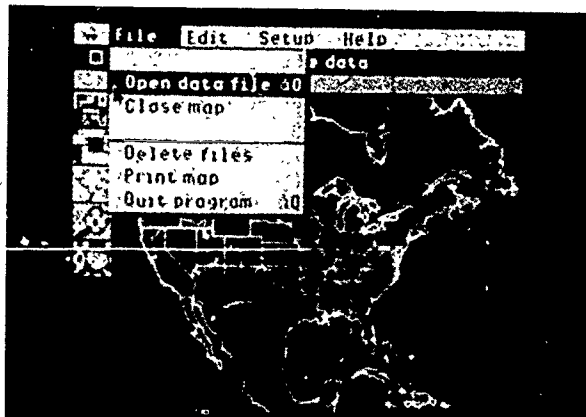 File Edit Setup Help
data
Open data file O
Close map
Delete files
Print map
Quit program Q